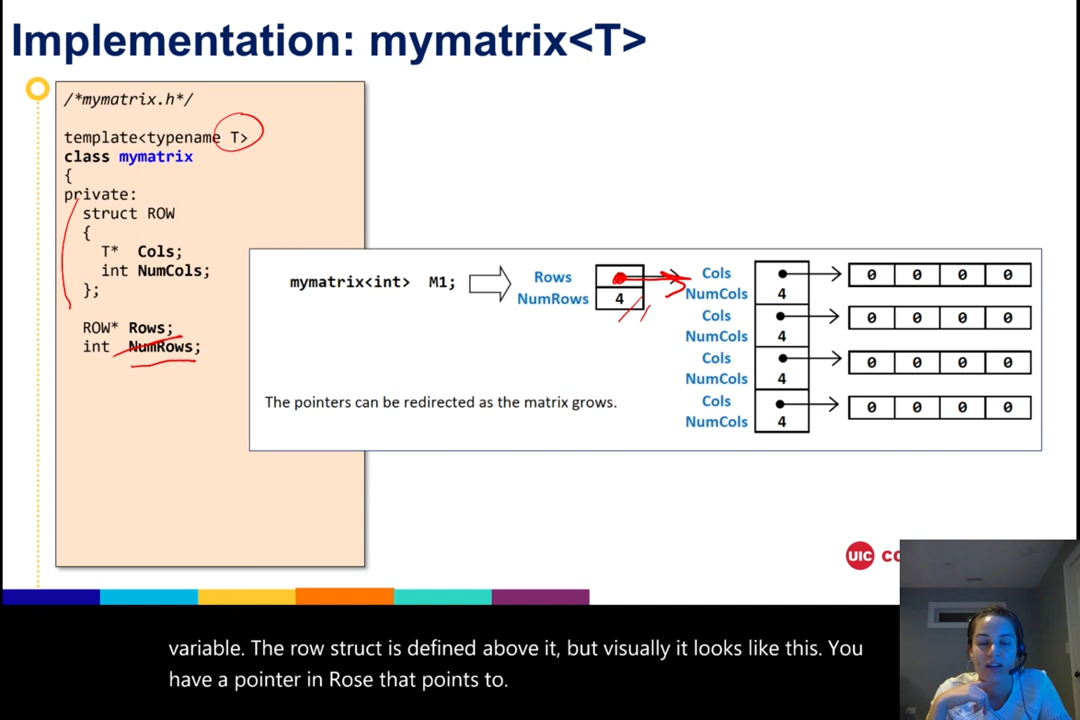 Implementation: mymatrix<T>
/*mymatrix.h*/
template<typename T>
class mymatrix
{
private:
struct ROW
{
T* Cols;
int NumCols;
};
ROW* Rows;
int NumRows;
mymatrix<int> M1;
Rows
NumRows 4
Cols
NumCols 4
0 0 0 0
Cols
NumCols 4
0 0 0 0
Cols
NumCols 4
0 0 0 0
Cols
NumCols 4
0 0 0 0
The pointers can be redirected as the matrix grows.
UIC
variable. The row struct is defined above it, but visually it looks like this. You
have a pointer in Rose that points to.